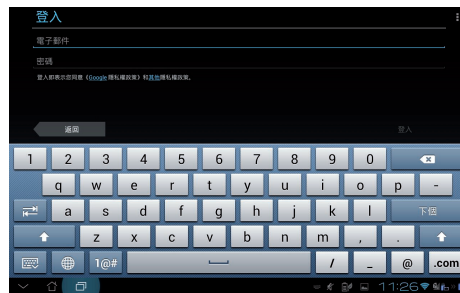 登入
電子郵件
密碼
登入即表示您同意《Google 隱私權政策》和其他隱私權政策。
返回 登入
1 2 3 4 5 6 7 8 9 0
q w e r t y u i o p -
a s d f g h j k l 下個
z x c v b n m , .
1@# / _ @ .com
11:26